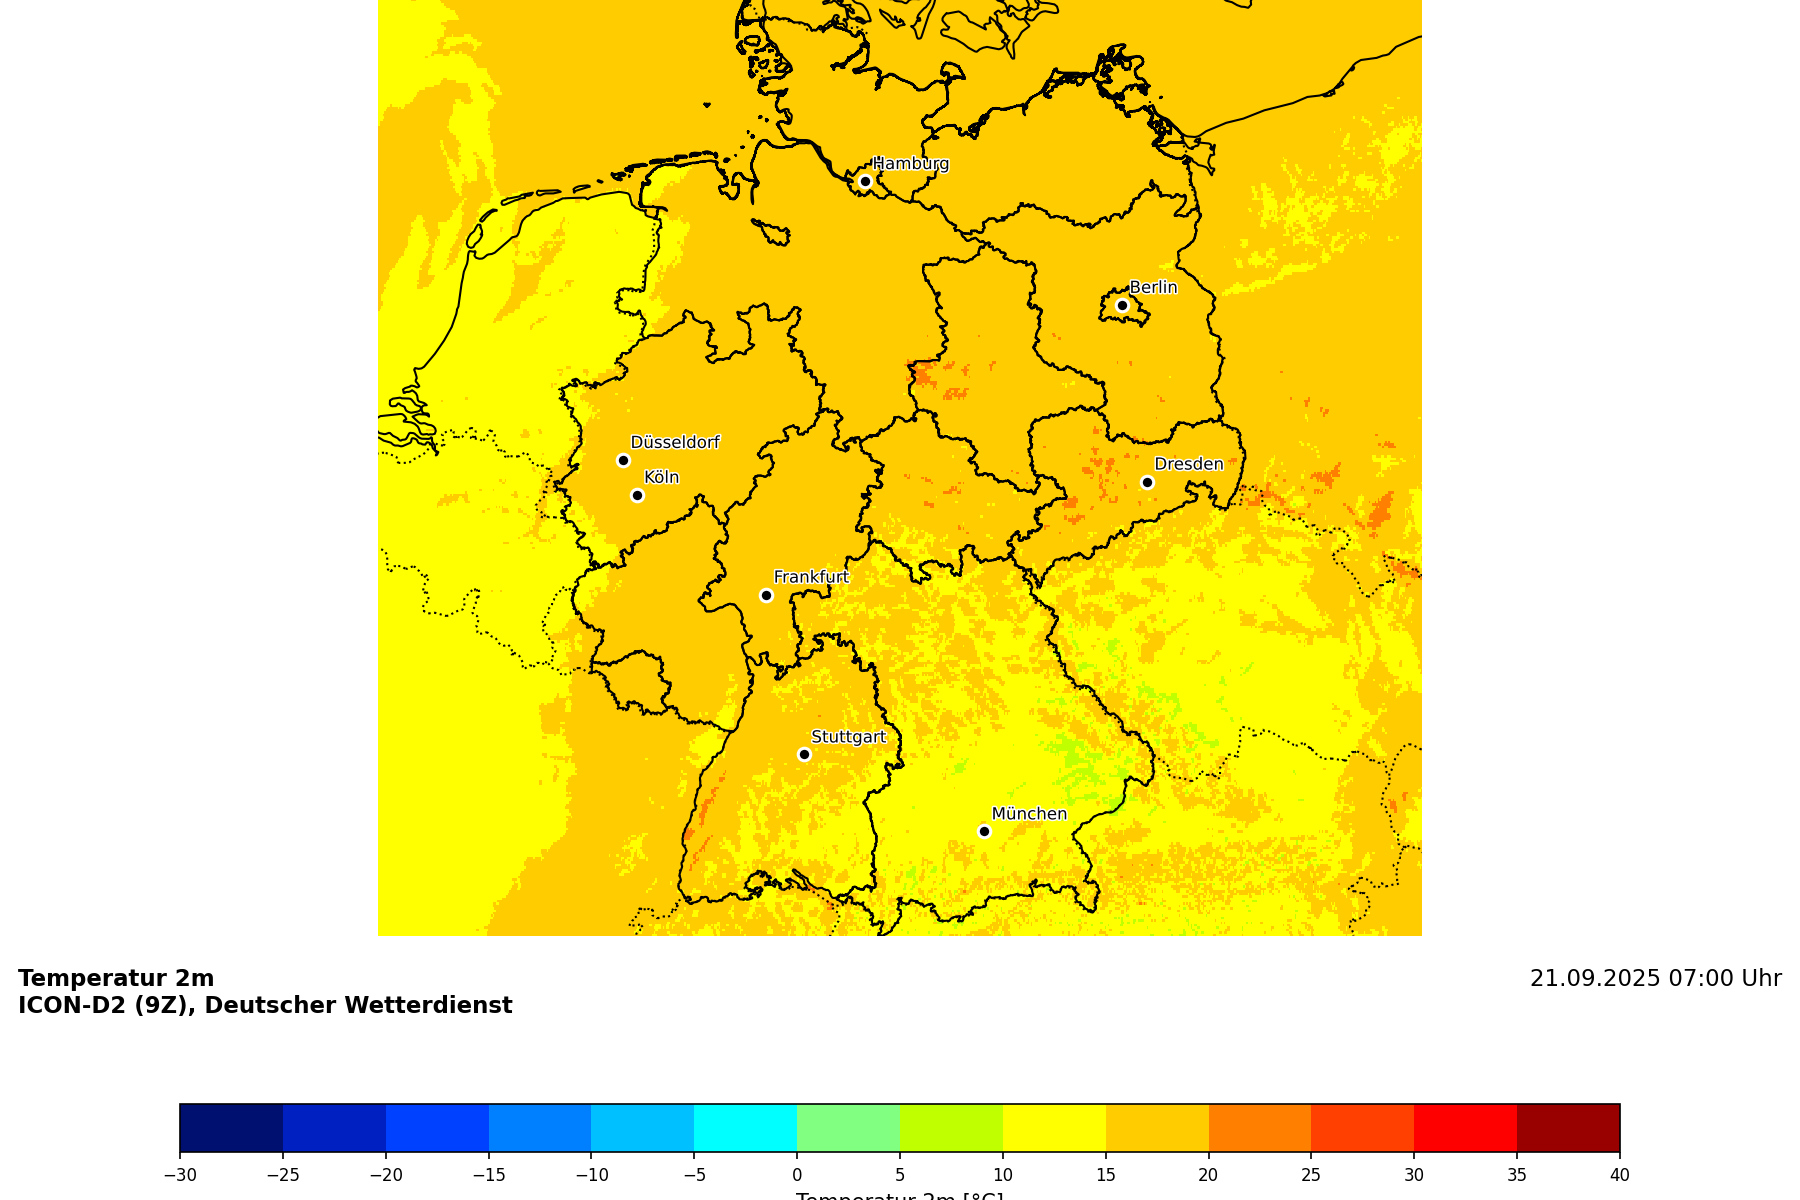 Hamburg
Berlin
Düsseldorf
Köln
Dresden
Frankfurt
Stuttgart
München
Temperatur 2m
21.09.2025 07:00 Uhr
ICON-D2 (9Z), Deutscher Wetterdienst
−30 −25 −20 −15 −10 −5 0 5 10 15 20 25 30 35 40
Temperatur 2m [°C]